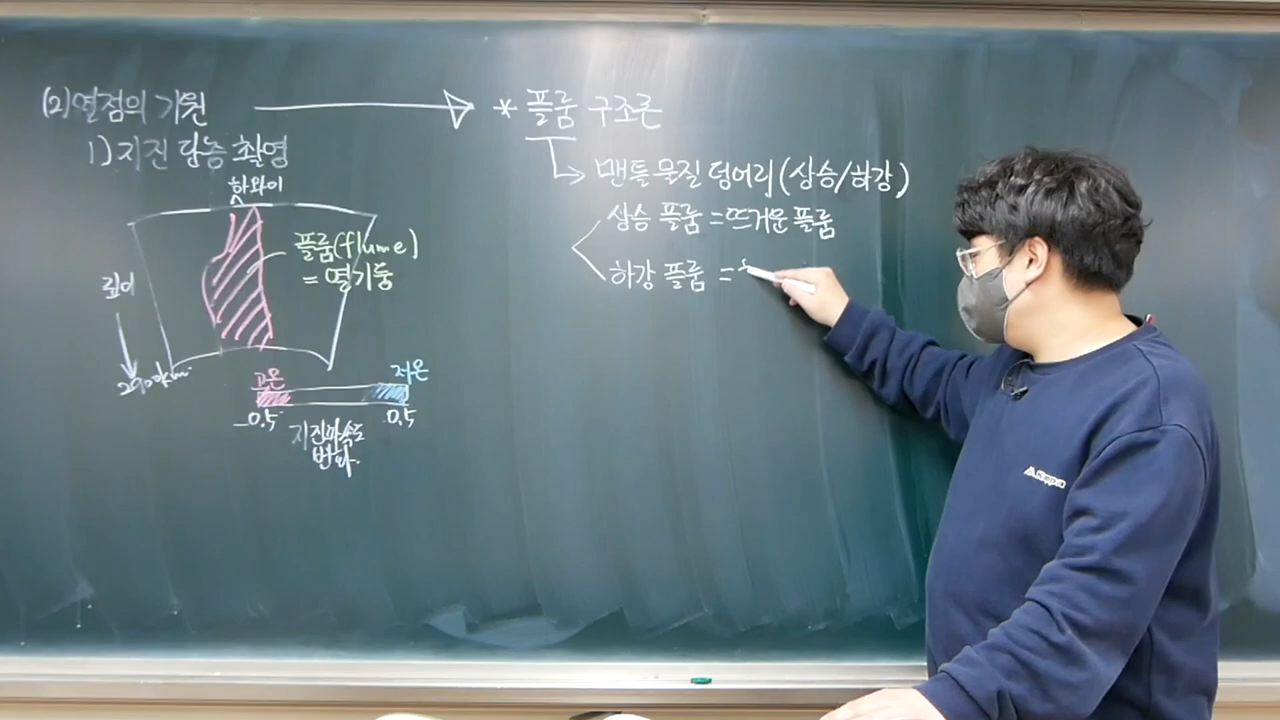 (2) 열점의 기원
1) 지진 단층 촬영
하와이
플룸(flume)
= 열기둥
깊이
2900km
고온
저온
-0.5
0.5
지진파속도
변화
* 플룸 구조론
맨틀 물질 덩어리 (상승/하강)
상승 플룸 = 뜨거운 플룸
하강 플룸 =
Kappa